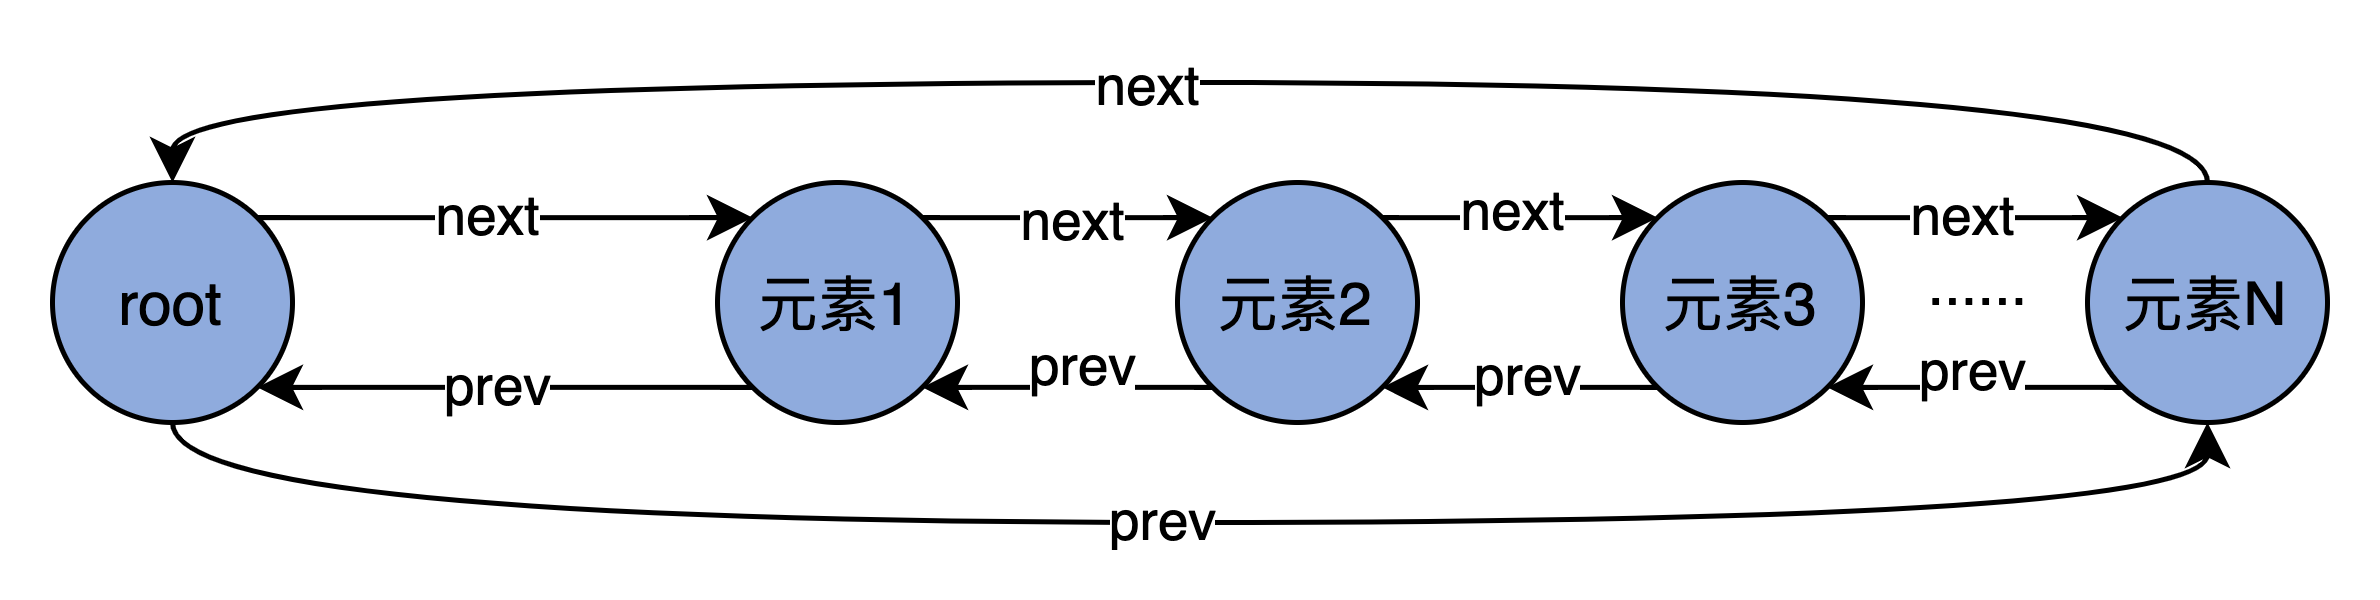 next
next
next
next
next
root
元素1
元素2
元素3
......
元素N
prev
prev
prev
prev
prev